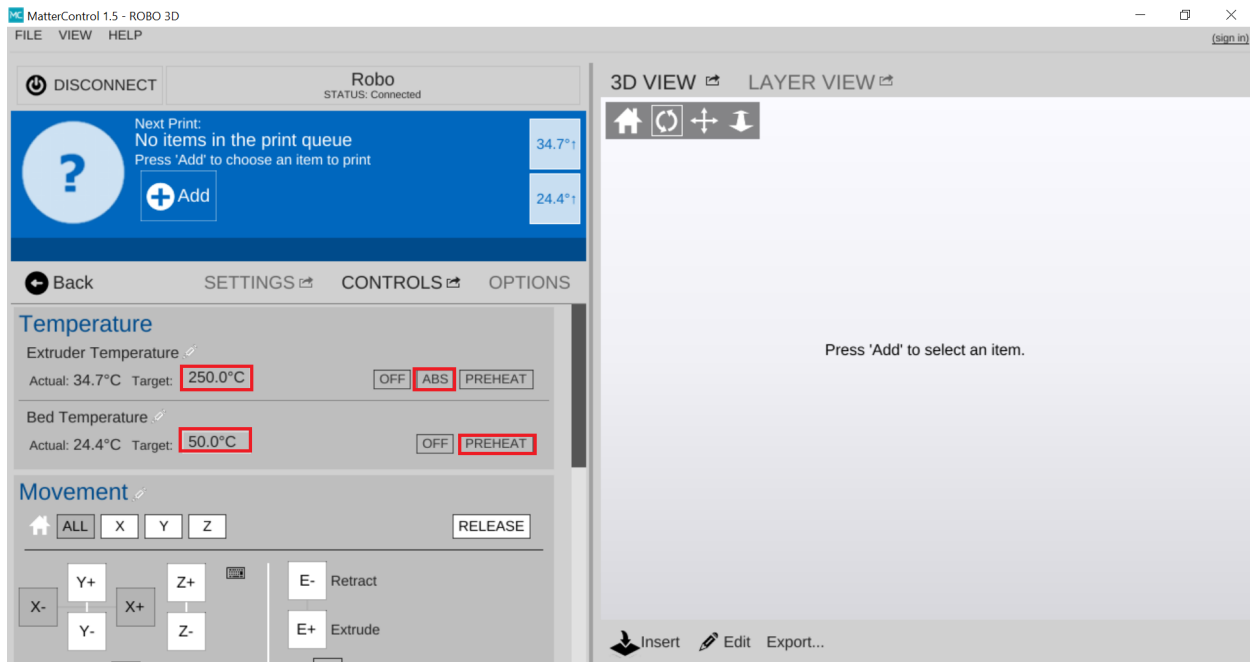 MC MatterControl 1.5 - ROBO 3D
FILE VIEW HELP
(sign in)
DISCONNECT
Robo
STATUS: Connected
Next Print:
No items in the print queue
Press 'Add' to choose an item to print
?
Add
34.7°↑
24.4°↑
Back SETTINGS CONTROLS OPTIONS
Temperature
Extruder Temperature
Actual: 34.7°C Target: 250.0°C OFF ABS PREHEAT
Bed Temperature
Actual: 24.4°C Target: 50.0°C OFF PREHEAT
Movement
ALL X Y Z RELEASE
Y+ Z+ E- Retract
X- X+
Y- Z- E+ Extrude
3D VIEW LAYER VIEW
Press 'Add' to select an item.
Insert Edit Export...